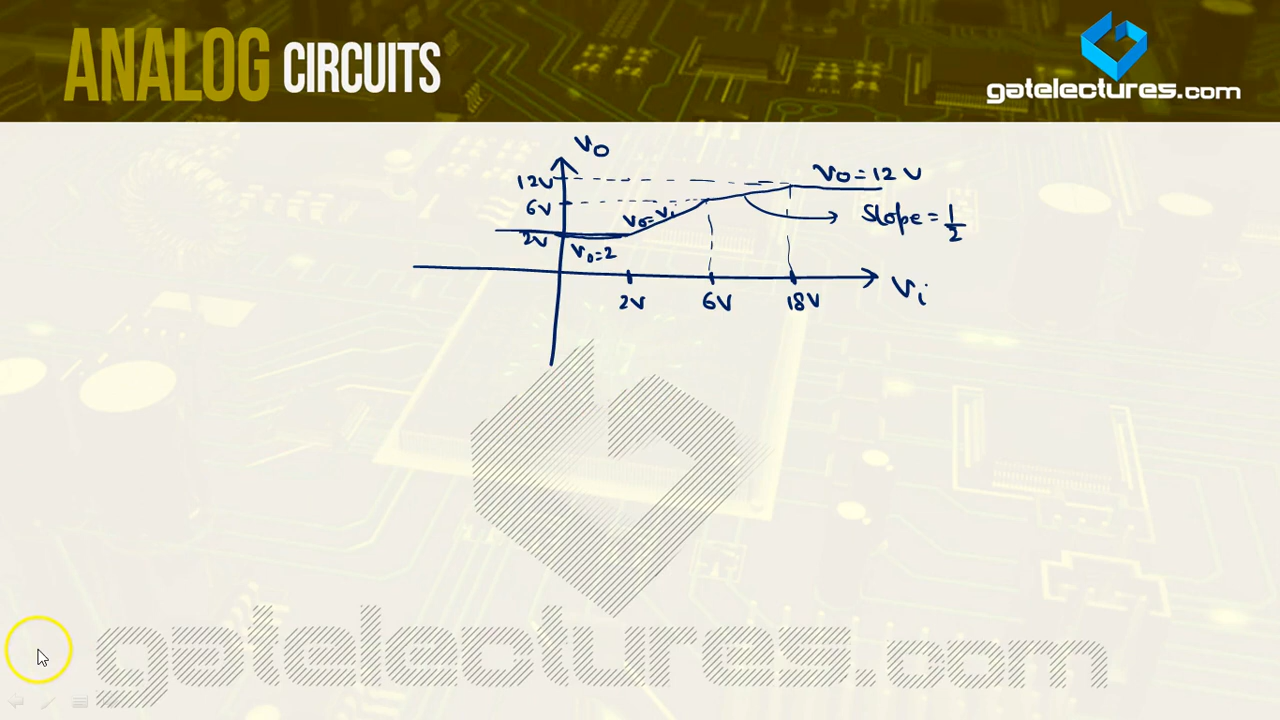 ANALOG CIRCUITS
gatelectures.com
Vo
12V
Vo=12V
6V
Vo=Vi
Slope=1/2
2V
Vo=2
2V
6V
18V
Vi
gatelectures.com